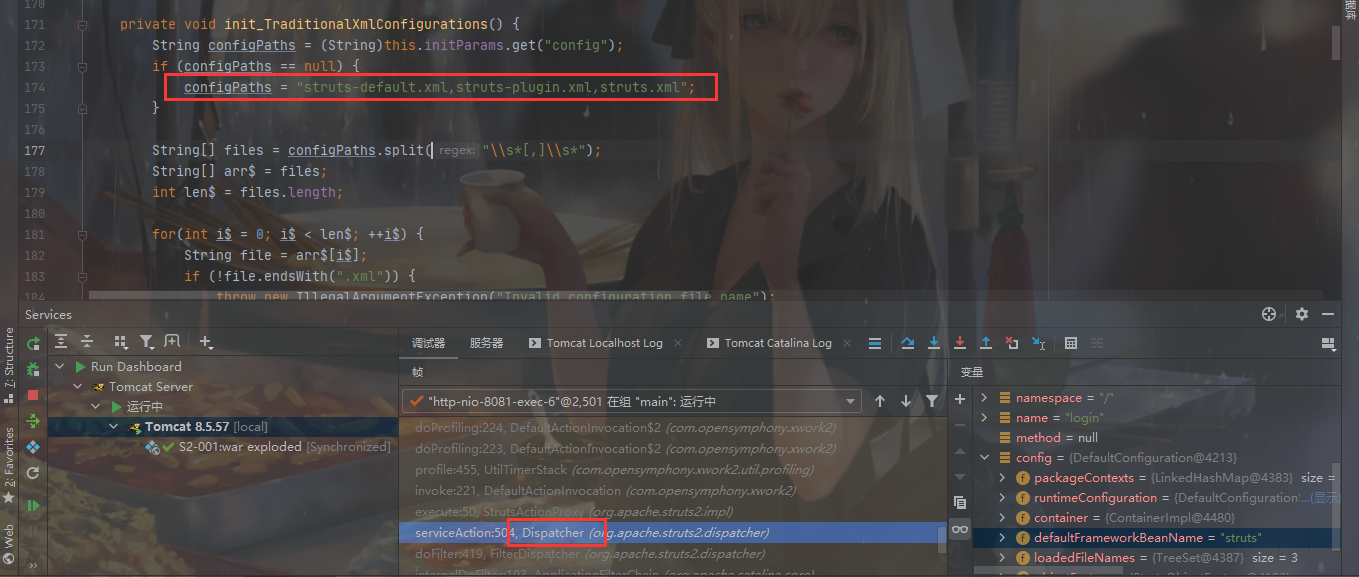 170
171 private void init_TraditionalXmlConfigurations() {
172 String configPaths = (String)this.initParams.get("config");
173 if (configPaths == null) {
174 configPaths = "struts-default.xml,struts-plugin.xml,struts.xml";
175 }
176
177 String[] files = configPaths.split( regex: "\\s*[,]\\s*");
178 String[] arr$ = files;
179 int len$ = files.length;
180
181 for(int i$ = 0; i$ < len$; ++i$) {
182 String file = arr$[i$];
183 if (!file.endsWith(".xml")) {
184 throw new IllegalArgumentException("Invalid configuration file name");
据库
Services
7: Structure
2: Favorites
Web
Run Dashboard
Tomcat Server
运行中
Tomcat 8.5.57 [local]
S2-001:war exploded [Synchronized]
调试器 服务器 Tomcat Localhost Log Tomcat Catalina Log
帧
"http-nio-8081-exec-6"@2,501 在组 "main": 运行中
doProfiling:224, DefaultActionInvocation$2 (com.opensymphony.xwork2)
doProfiling:223, DefaultActionInvocation$2 (com.opensymphony.xwork2)
profile:455, UtilTimerStack (com.opensymphony.xwork2.util.profiling)
invoke:221, DefaultActionInvocation (com.opensymphony.xwork2)
execute:50, StrutsActionProxy (org.apache.struts2.impl)
serviceAction:504, Dispatcher (org.apache.struts2.dispatcher)
doFilter:419, FilterDispatcher (org.apache.struts2.dispatcher)
internalDoFilter:193, ApplicationFilterChain (org.apache.catalina.core)
变量
namespace = "/"
name = "login"
method = null
config = {DefaultConfiguration@4213}
packageContexts = {LinkedHashMap@4383} size =
runtimeConfiguration = {DefaultConfiguration$...(显示
container = {ContainerImpl@4480}
defaultFrameworkBeanName = "struts"
loadedFileNames = {TreeSet@4387} size = 3